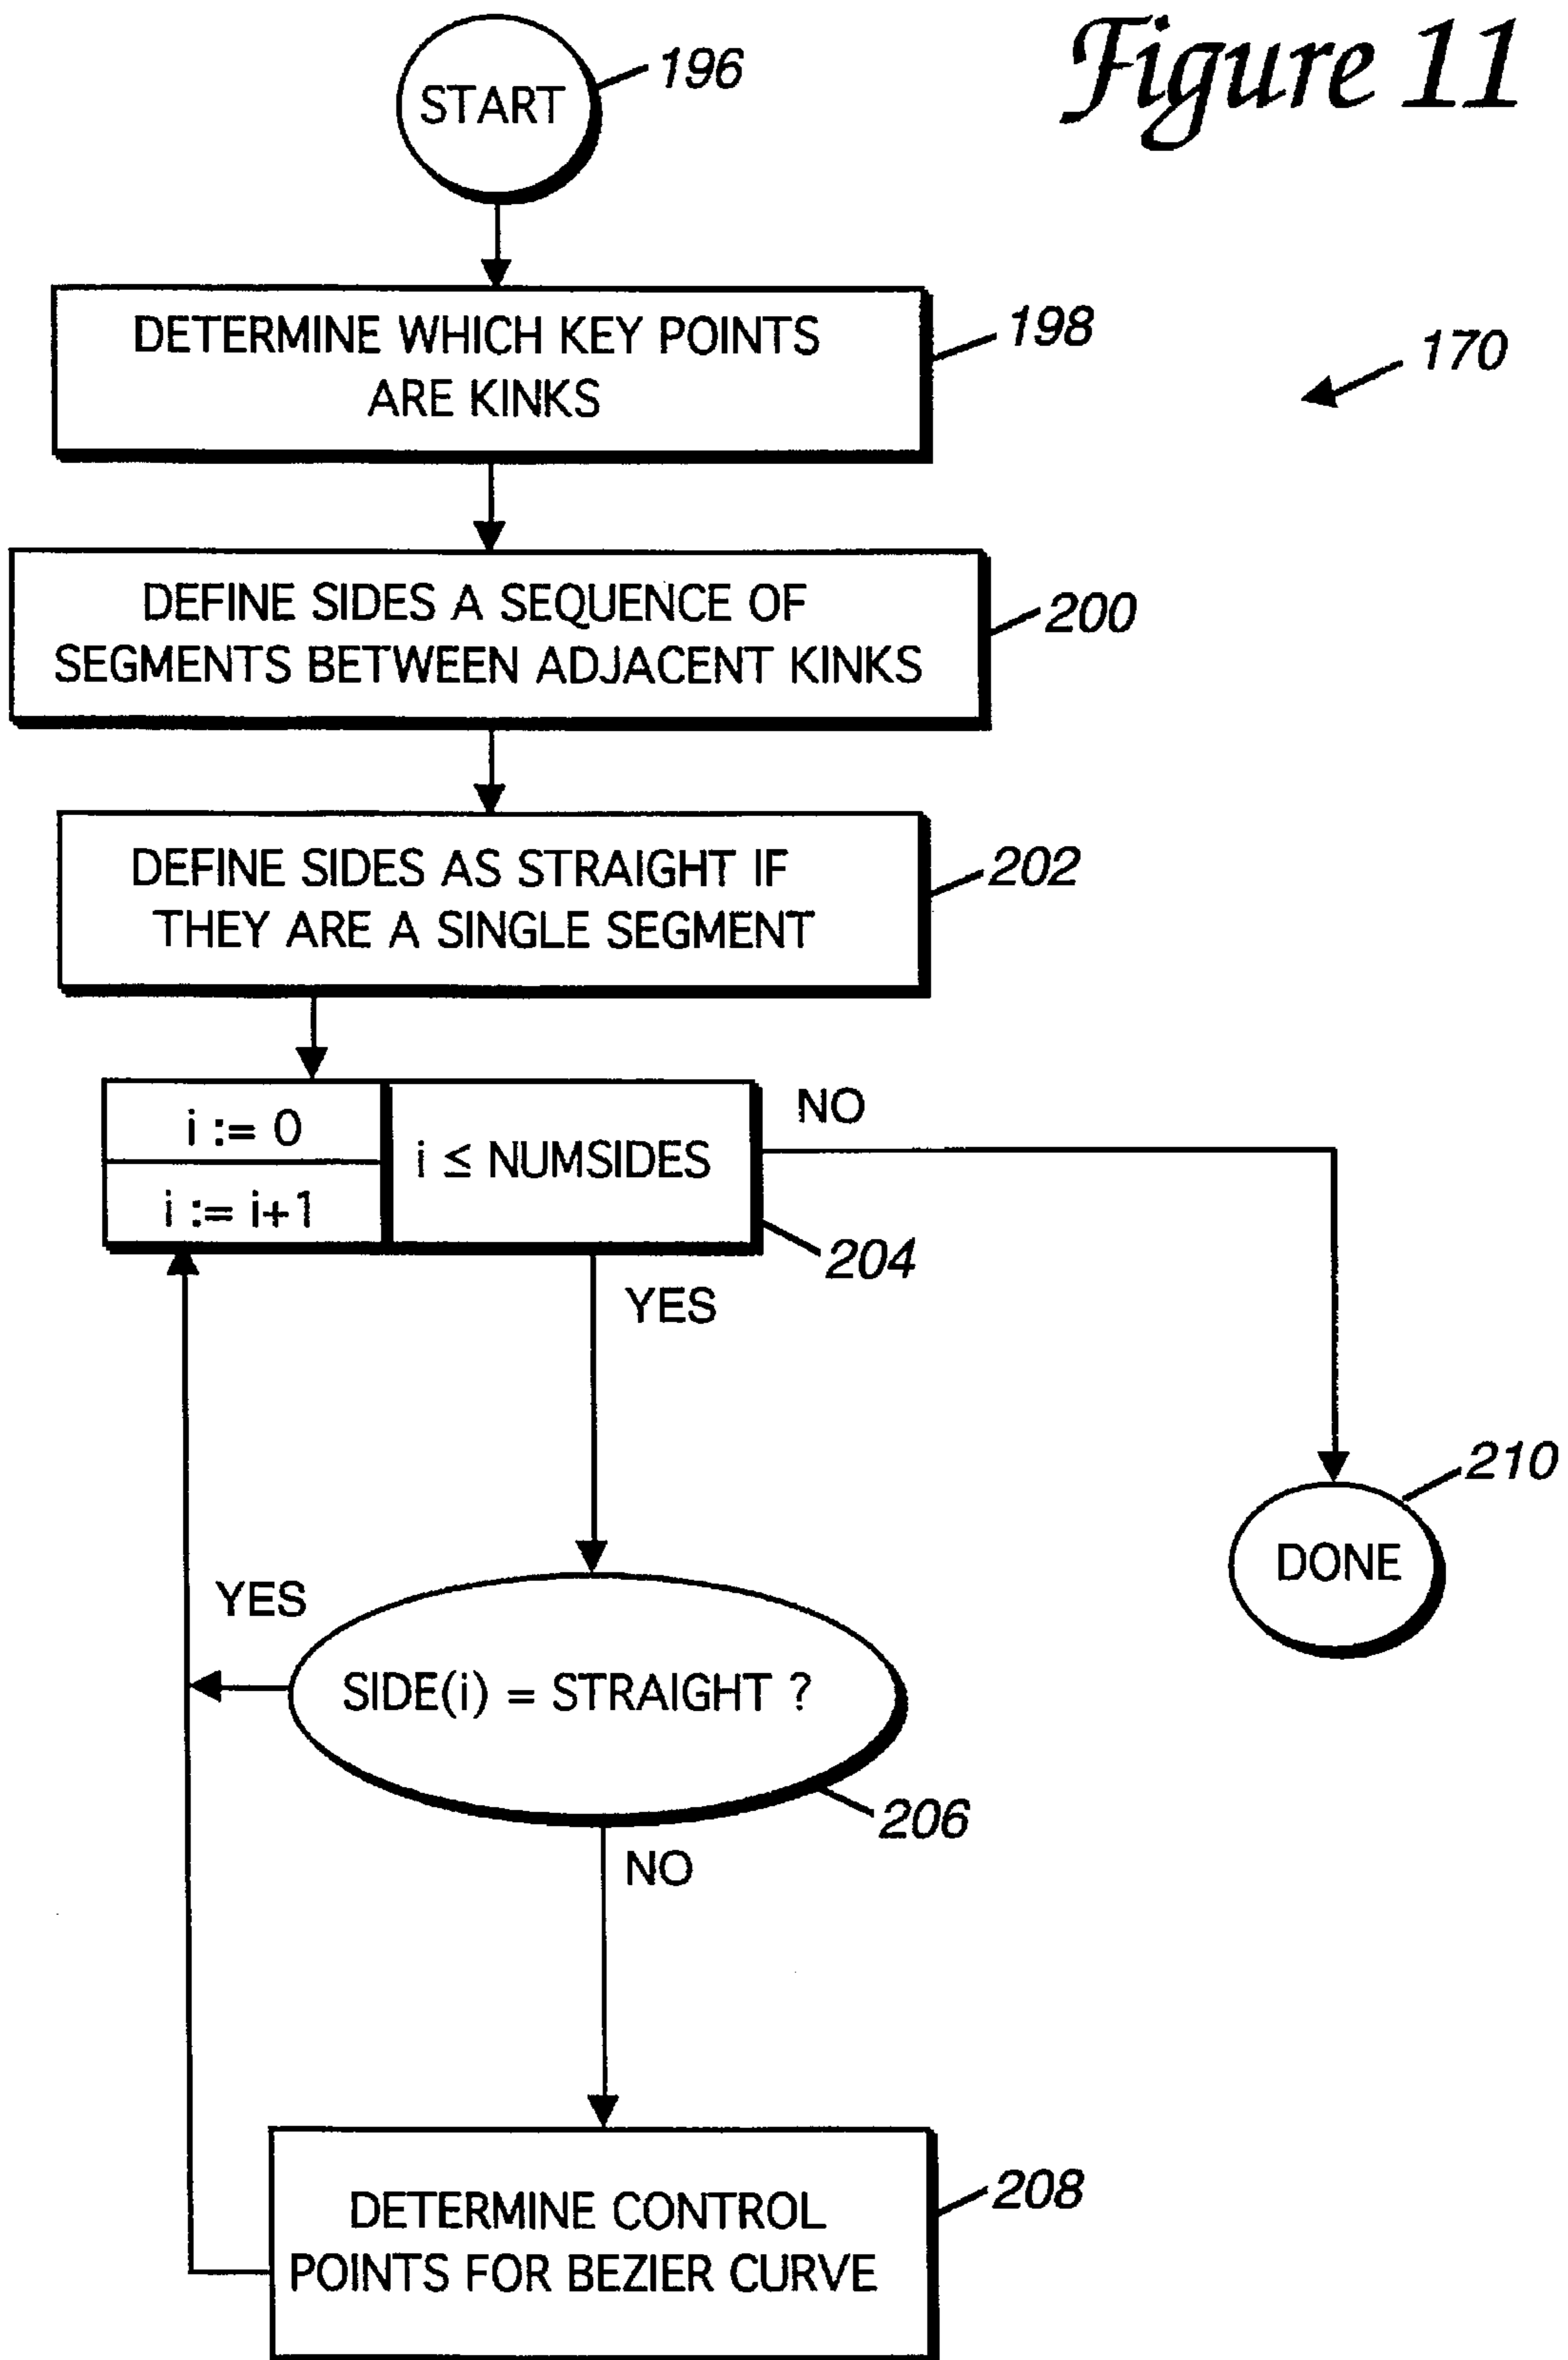 Figure 11
START
196
DETERMINE WHICH KEY POINTS
ARE KINKS
198
170
DEFINE SIDES A SEQUENCE OF
SEGMENTS BETWEEN ADJACENT KINKS
200
DEFINE SIDES AS STRAIGHT IF
THEY ARE A SINGLE SEGMENT
202
i := 0
i := i+1
i ≤ NUMSIDES
NO
204
YES
210
DONE
YES
SIDE(i) = STRAIGHT ?
206
NO
DETERMINE CONTROL
POINTS FOR BEZIER CURVE
208